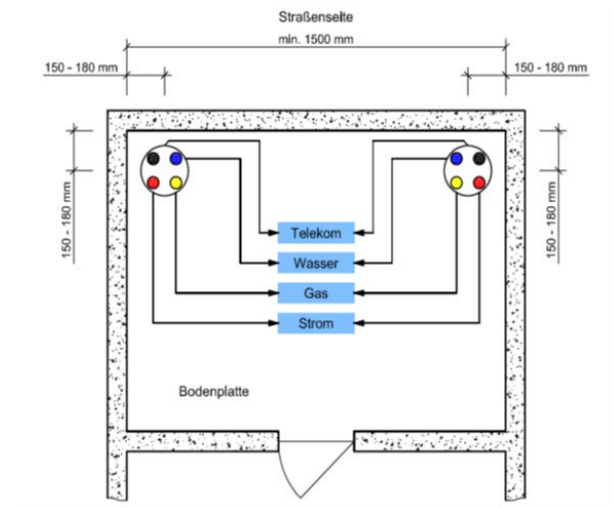 Straßenseite
min. 1500 mm
150 - 180 mm
150 - 180 mm
150 - 180 mm
150 - 180 mm
Telekom
Wasser
Gas
Strom
Bodenplatte